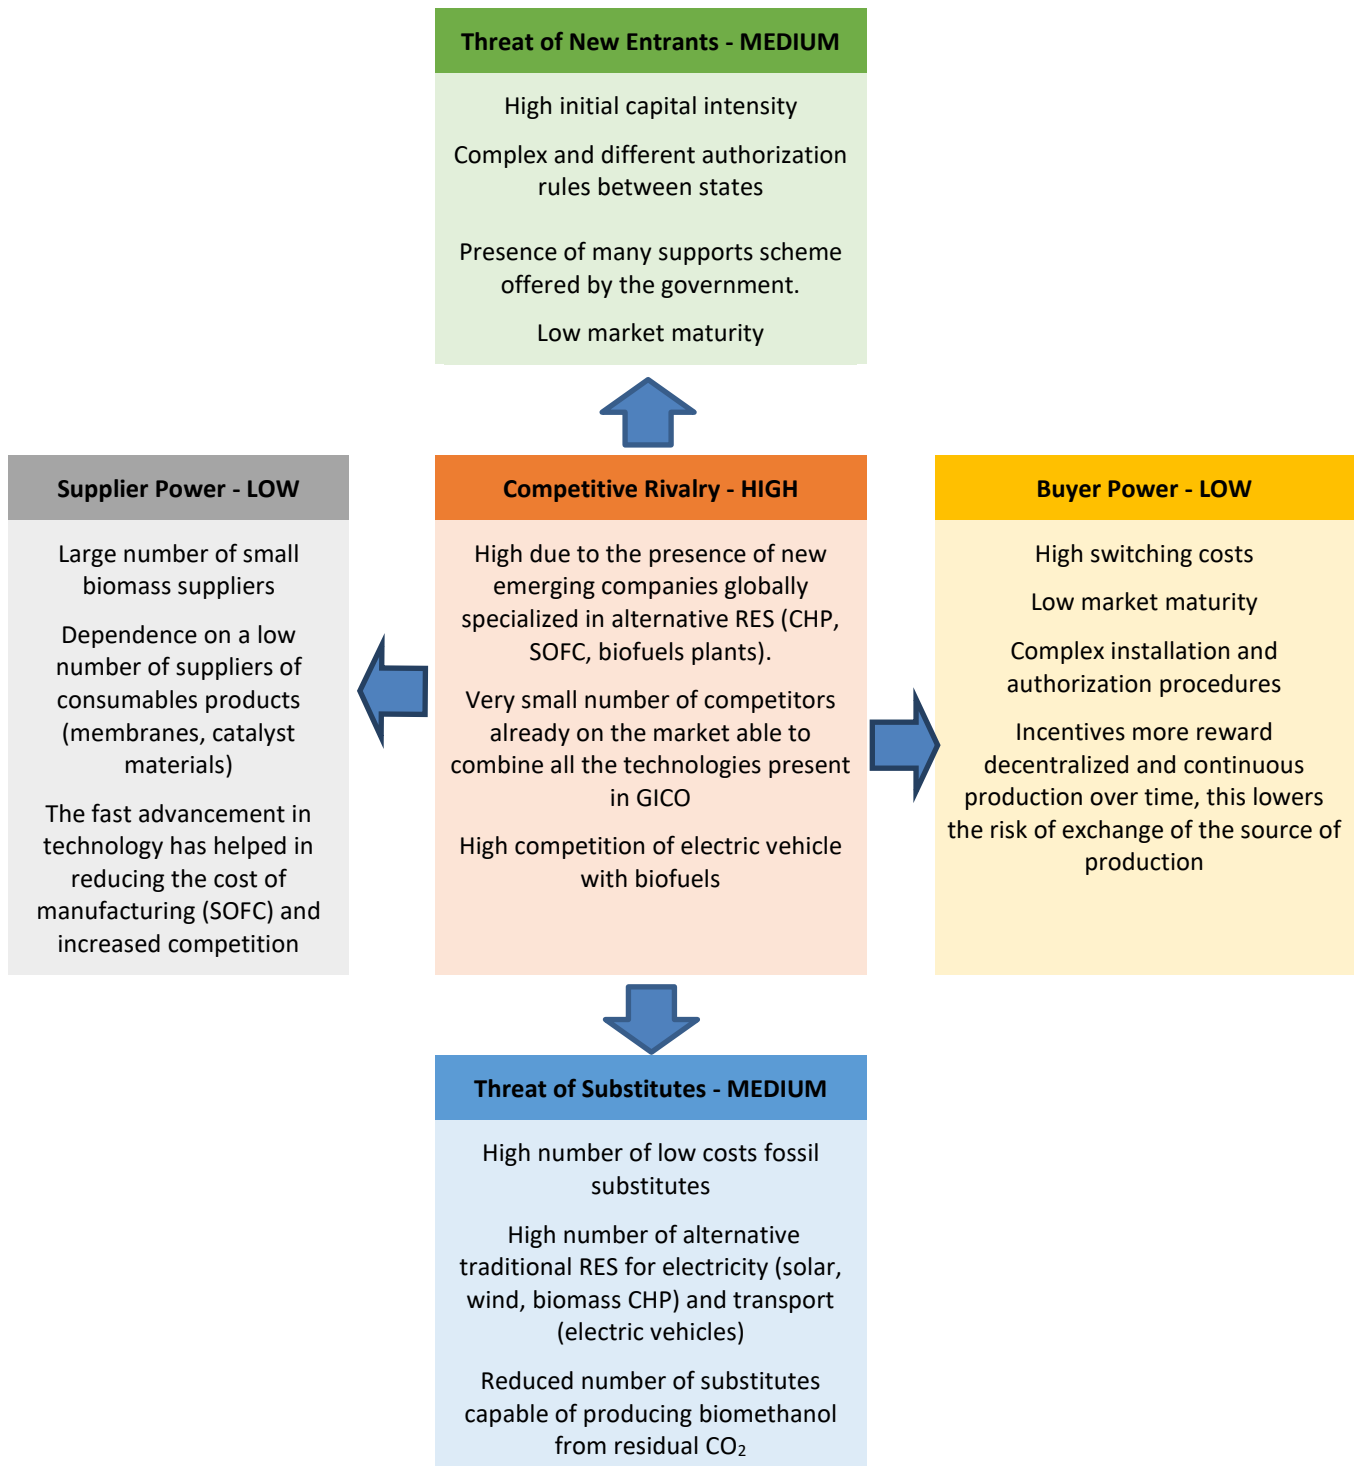 Threat of New Entrants - MEDIUM
High initial capital intensity
Complex and different authorization
rules between states
Presence of many supports scheme
offered by the government.
Low market maturity
Supplier Power - LOW
Large number of small
biomass suppliers
Dependence on a low
number of suppliers of
consumables products
(membranes, catalyst
materials)
The fast advancement in
technology has helped in
reducing the cost of
manufacturing (SOFC) and
increased competition
Competitive Rivalry - HIGH
High due to the presence of new
emerging companies globally
specialized in alternative RES (CHP,
SOFC, biofuels plants).
Very small number of competitors
already on the market able to
combine all the technologies present
in GICO
High competition of electric vehicle
with biofuels
Buyer Power - LOW
High switching costs
Low market maturity
Complex installation and
authorization procedures
Incentives more reward
decentralized and continuous
production over time, this lowers
the risk of exchange of the source of
production
Threat of Substitutes - MEDIUM
High number of low costs fossil
substitutes
High number of alternative
traditional RES for electricity (solar,
wind, biomass CHP) and transport
(electric vehicles)
Reduced number of substitutes
capable of producing biomethanol
from residual CO₂